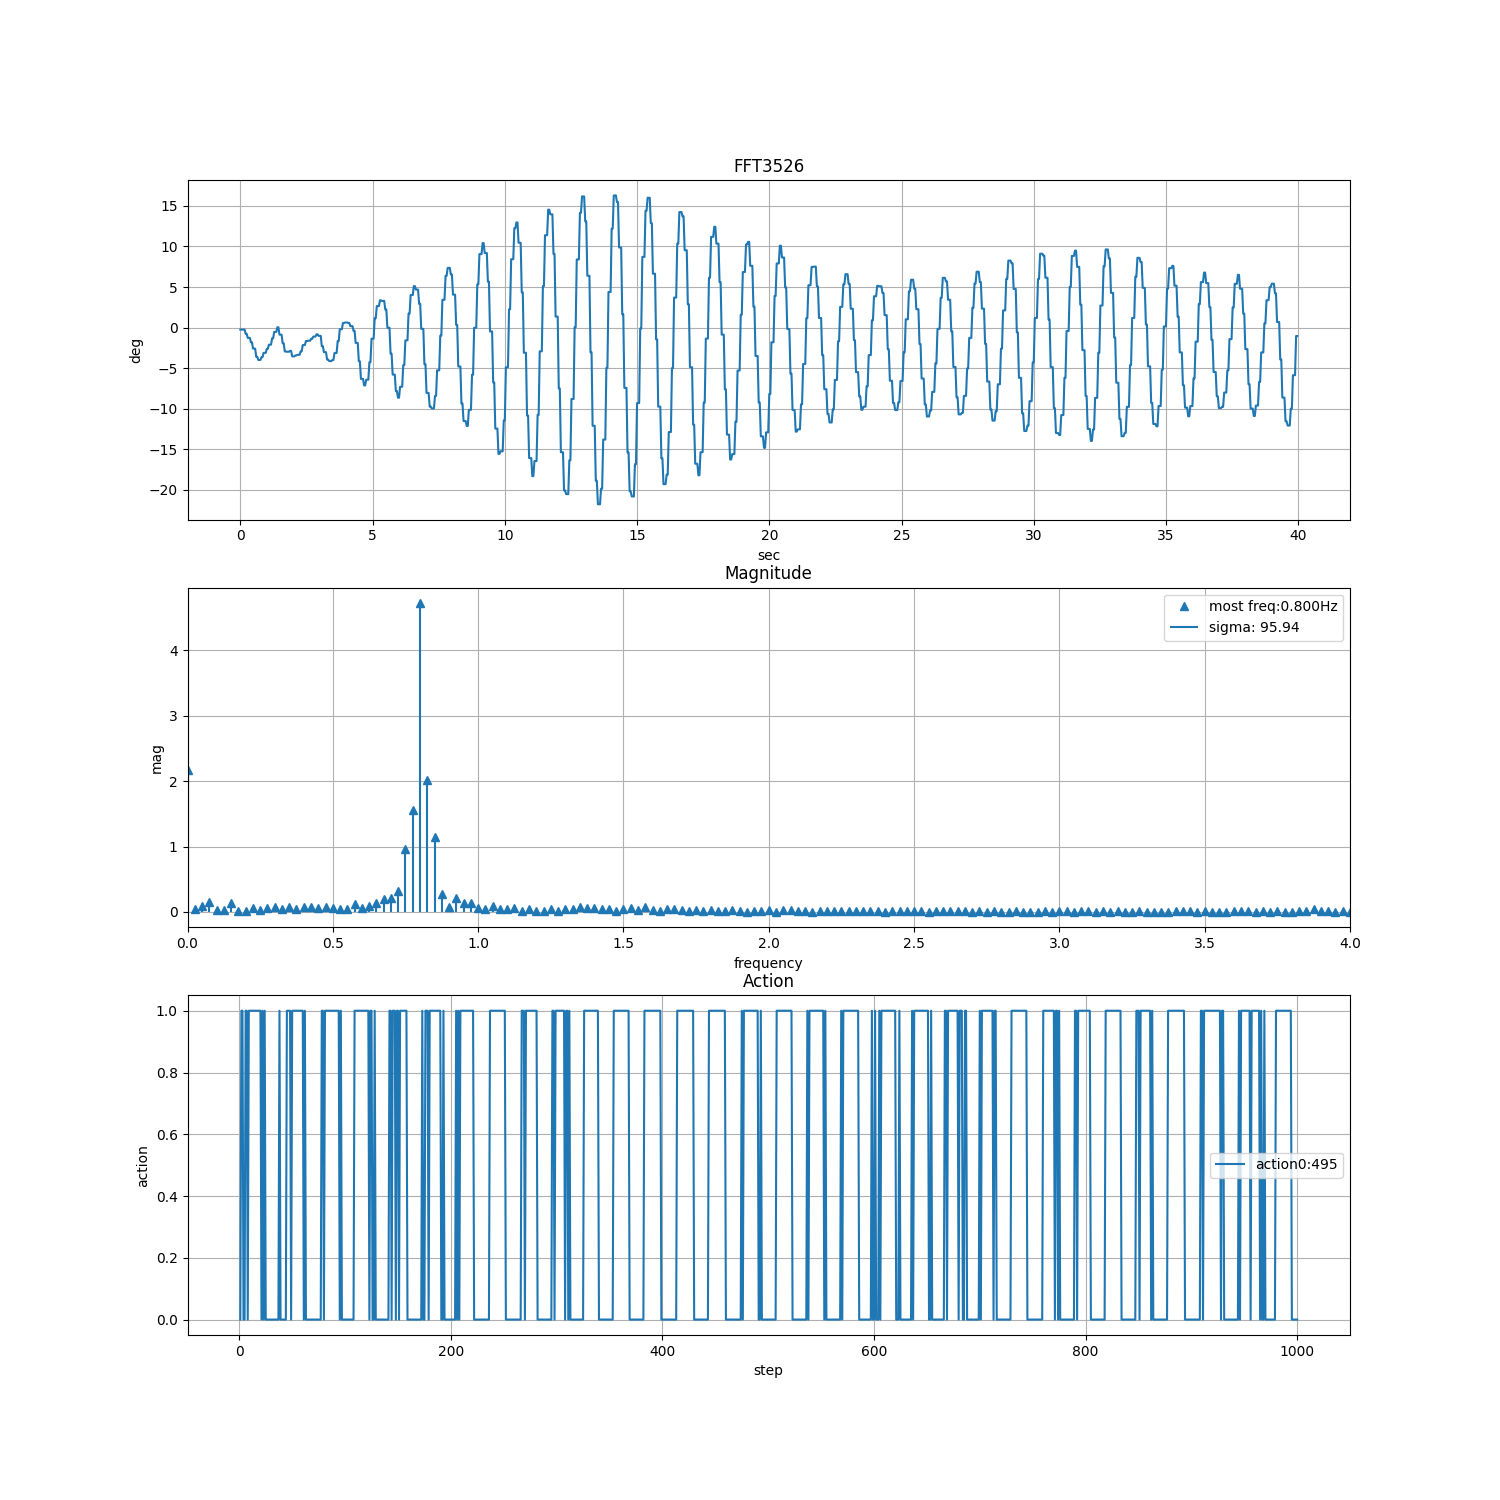 FFT3526
15
10
5
0
−5
−10
−15
−20
deg
0 5 10 15 20 25 30 35 40
sec
Magnitude
most freq:0.800Hz
sigma: 95.94
4
3
2
1
0
mag
0.0 0.5 1.0 1.5 2.0 2.5 3.0 3.5 4.0
frequency
Action
1.0
0.8
0.6
0.4
0.2
0.0
action
action0:495
0 200 400 600 800 1000
step